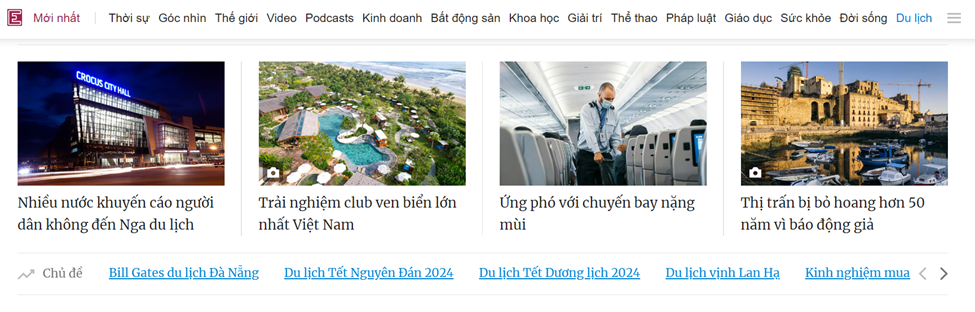 E Mới nhất Thời sự Góc nhìn Thế giới Video Podcasts Kinh doanh Bất động sản Khoa học Giải trí Thể thao Pháp luật Giáo dục Sức khỏe Đời sống Du lịch
CROCUS CITY HALL
Nhiều nước khuyến cáo người
dân không đến Nga du lịch
Trải nghiệm club ven biển lớn
nhất Việt Nam
Ứng phó với chuyến bay nặng
mùi
Thị trấn bị bỏ hoang hơn 50
năm vì báo động giả
Chủ đề Bill Gates du lịch Đà Nẵng Du lịch Tết Nguyên Đán 2024 Du lịch Tết Dương lịch 2024 Du lịch vịnh Lan Hạ Kinh nghiệm mua